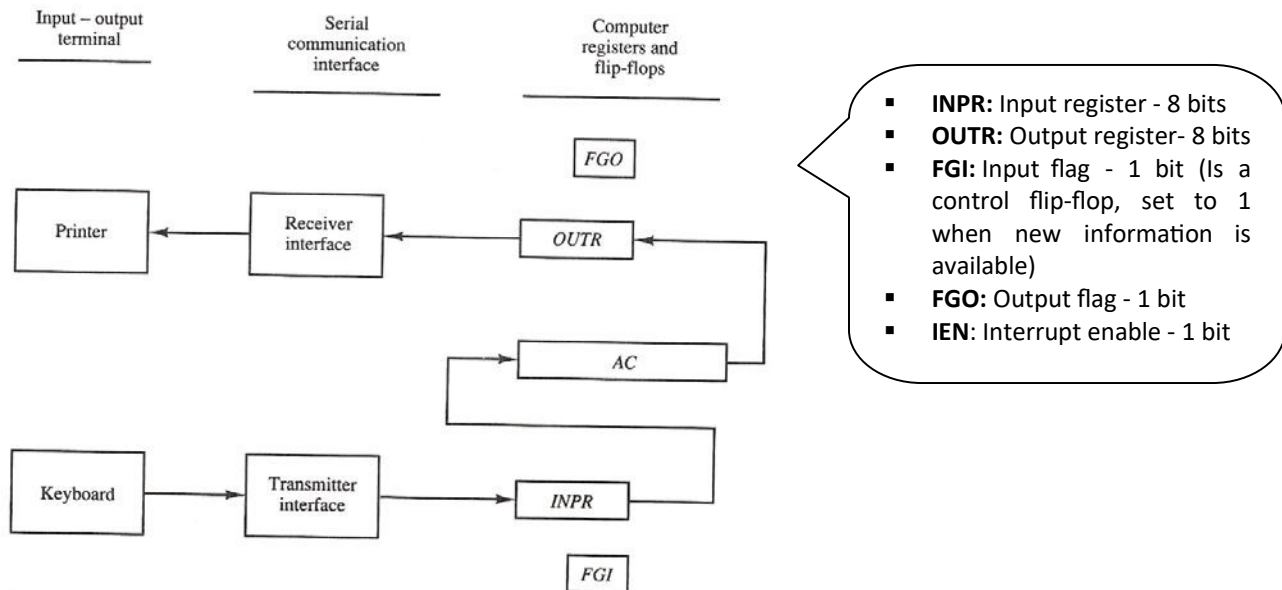 Input – output
terminal
Serial
communication
interface
Computer
registers and
flip-flops
FGO
Printer
Receiver
interface
OUTR
AC
Keyboard
Transmitter
interface
INPR
FGI
▪ INPR: Input register - 8 bits
▪ OUTR: Output register- 8 bits
▪ FGI: Input flag - 1 bit (Is a
control flip-flop, set to 1
when new information is
available)
▪ FGO: Output flag - 1 bit
▪ IEN: Interrupt enable - 1 bit